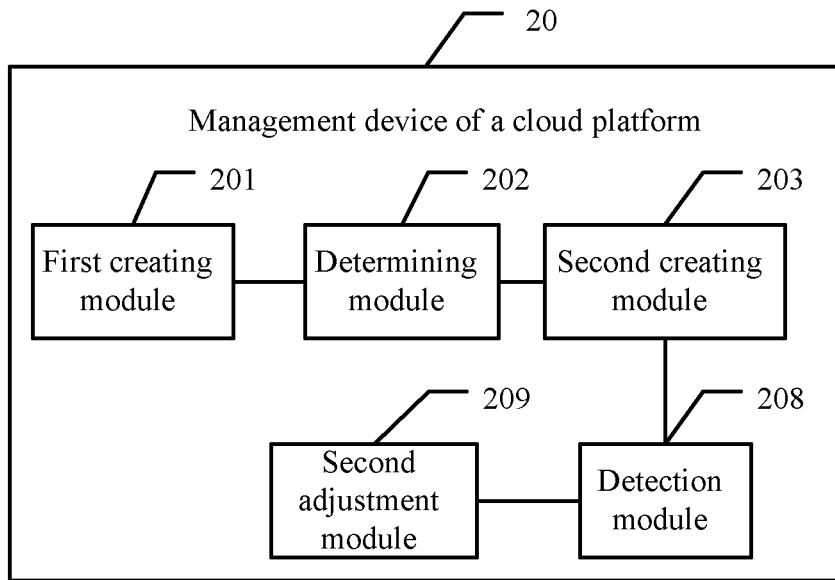 20
Management device of a cloud platform
201
202
203
First creating
module
Determining
module
Second creating
module
209
208
Second
adjustment
module
Detection
module